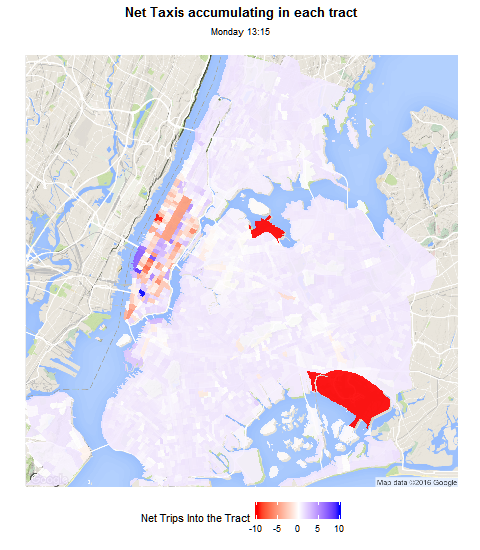 Net Taxis accumulating in each tract
Monday 13:15
Map data ©2016 Google
Net Trips Into the Tract
-10 -5 0 5 10